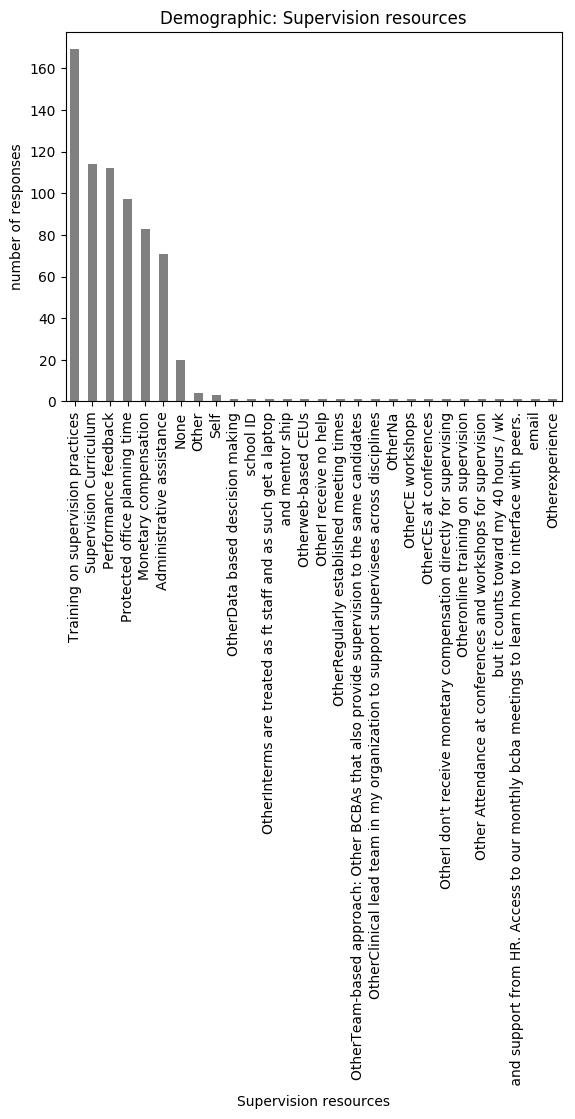 Demographic: Supervision resources
number of responses
160
140
120
100
80
60
40
20
0
Training on supervision practices
Supervision Curriculum
Performance feedback
Protected office planning time
Monetary compensation
Administrative assistance
None
Other
Self
OtherData based descision making
school ID
OtherInterms are treated as ft staff and as such get a laptop
and mentor ship
Otherweb-based CEUs
OtherI receive no help
OtherRegularly established meeting times
OtherTeam-based approach: Other BCBAs that also provide supervision to the same candidates
OtherClinical lead team in my organization to support supervisees across disciplines
OtherNa
OtherCE workshops
OtherCEs at conferences
OtherI don't receive monetary compensation directly for supervising
Otheronline training on supervision
Other Attendance at conferences and workshops for supervision
but it counts toward my 40 hours / wk
and support from HR. Access to our monthly bcba meetings to learn how to interface with peers.
email
Otherexperience
Supervision resources